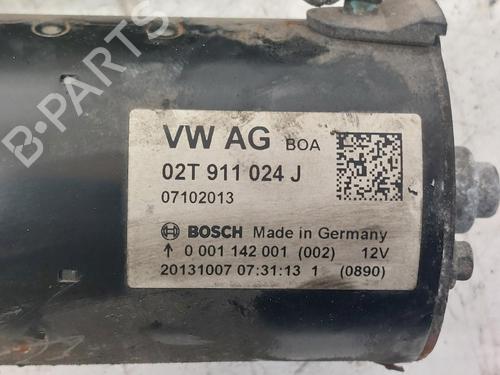 VW AG BOA
02T 911 024 J
07102013
BOSCH Made in Germany
↑ 0 001 142 001 (002) 12V
20131007 07:31:13 1 (0890)
B-PARTS